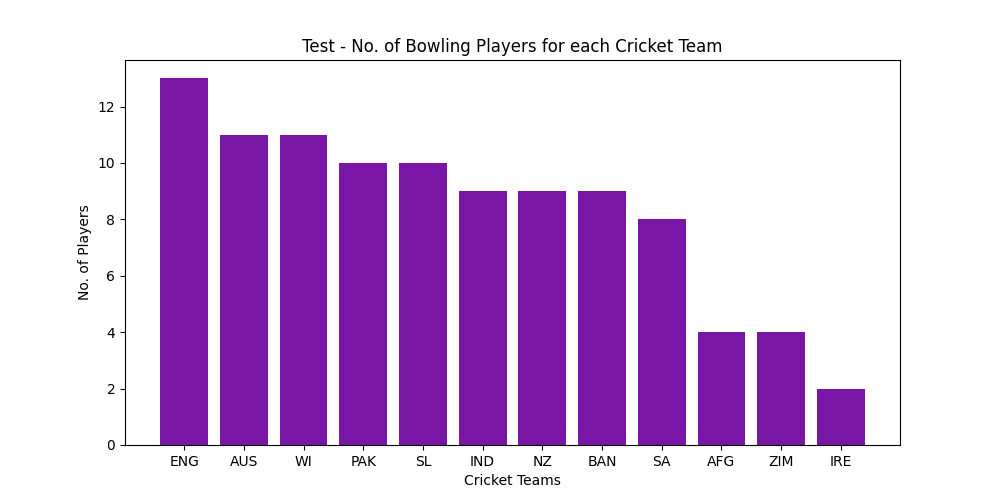 Test - No. of Bowling Players for each Cricket Team
No. of Players
12
10
8
6
4
2
0
ENG AUS WI PAK SL IND NZ BAN SA AFG ZIM IRE
Cricket Teams